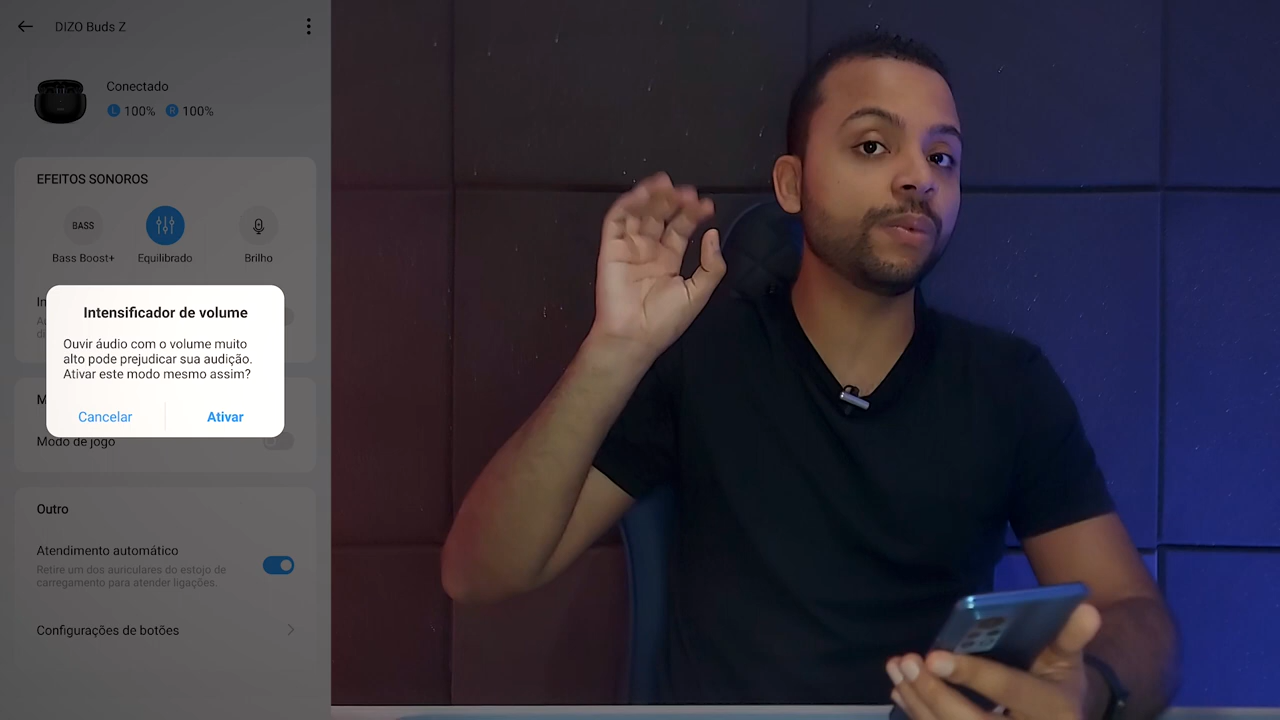 DIZO Buds Z
Conectado
L 100% R 100%
EFEITOS SONOROS
BASS
Bass Boost+ Equilibrado Brilho
Intensificador de volume
Ouvir áudio com o volume muito
alto pode prejudicar sua audição.
Ativar este modo mesmo assim?
Cancelar Ativar
Modo de jogo
Outro
Atendimento automático
Retire um dos auriculares do estojo de
carregamento para atender ligações.
Configurações de botões